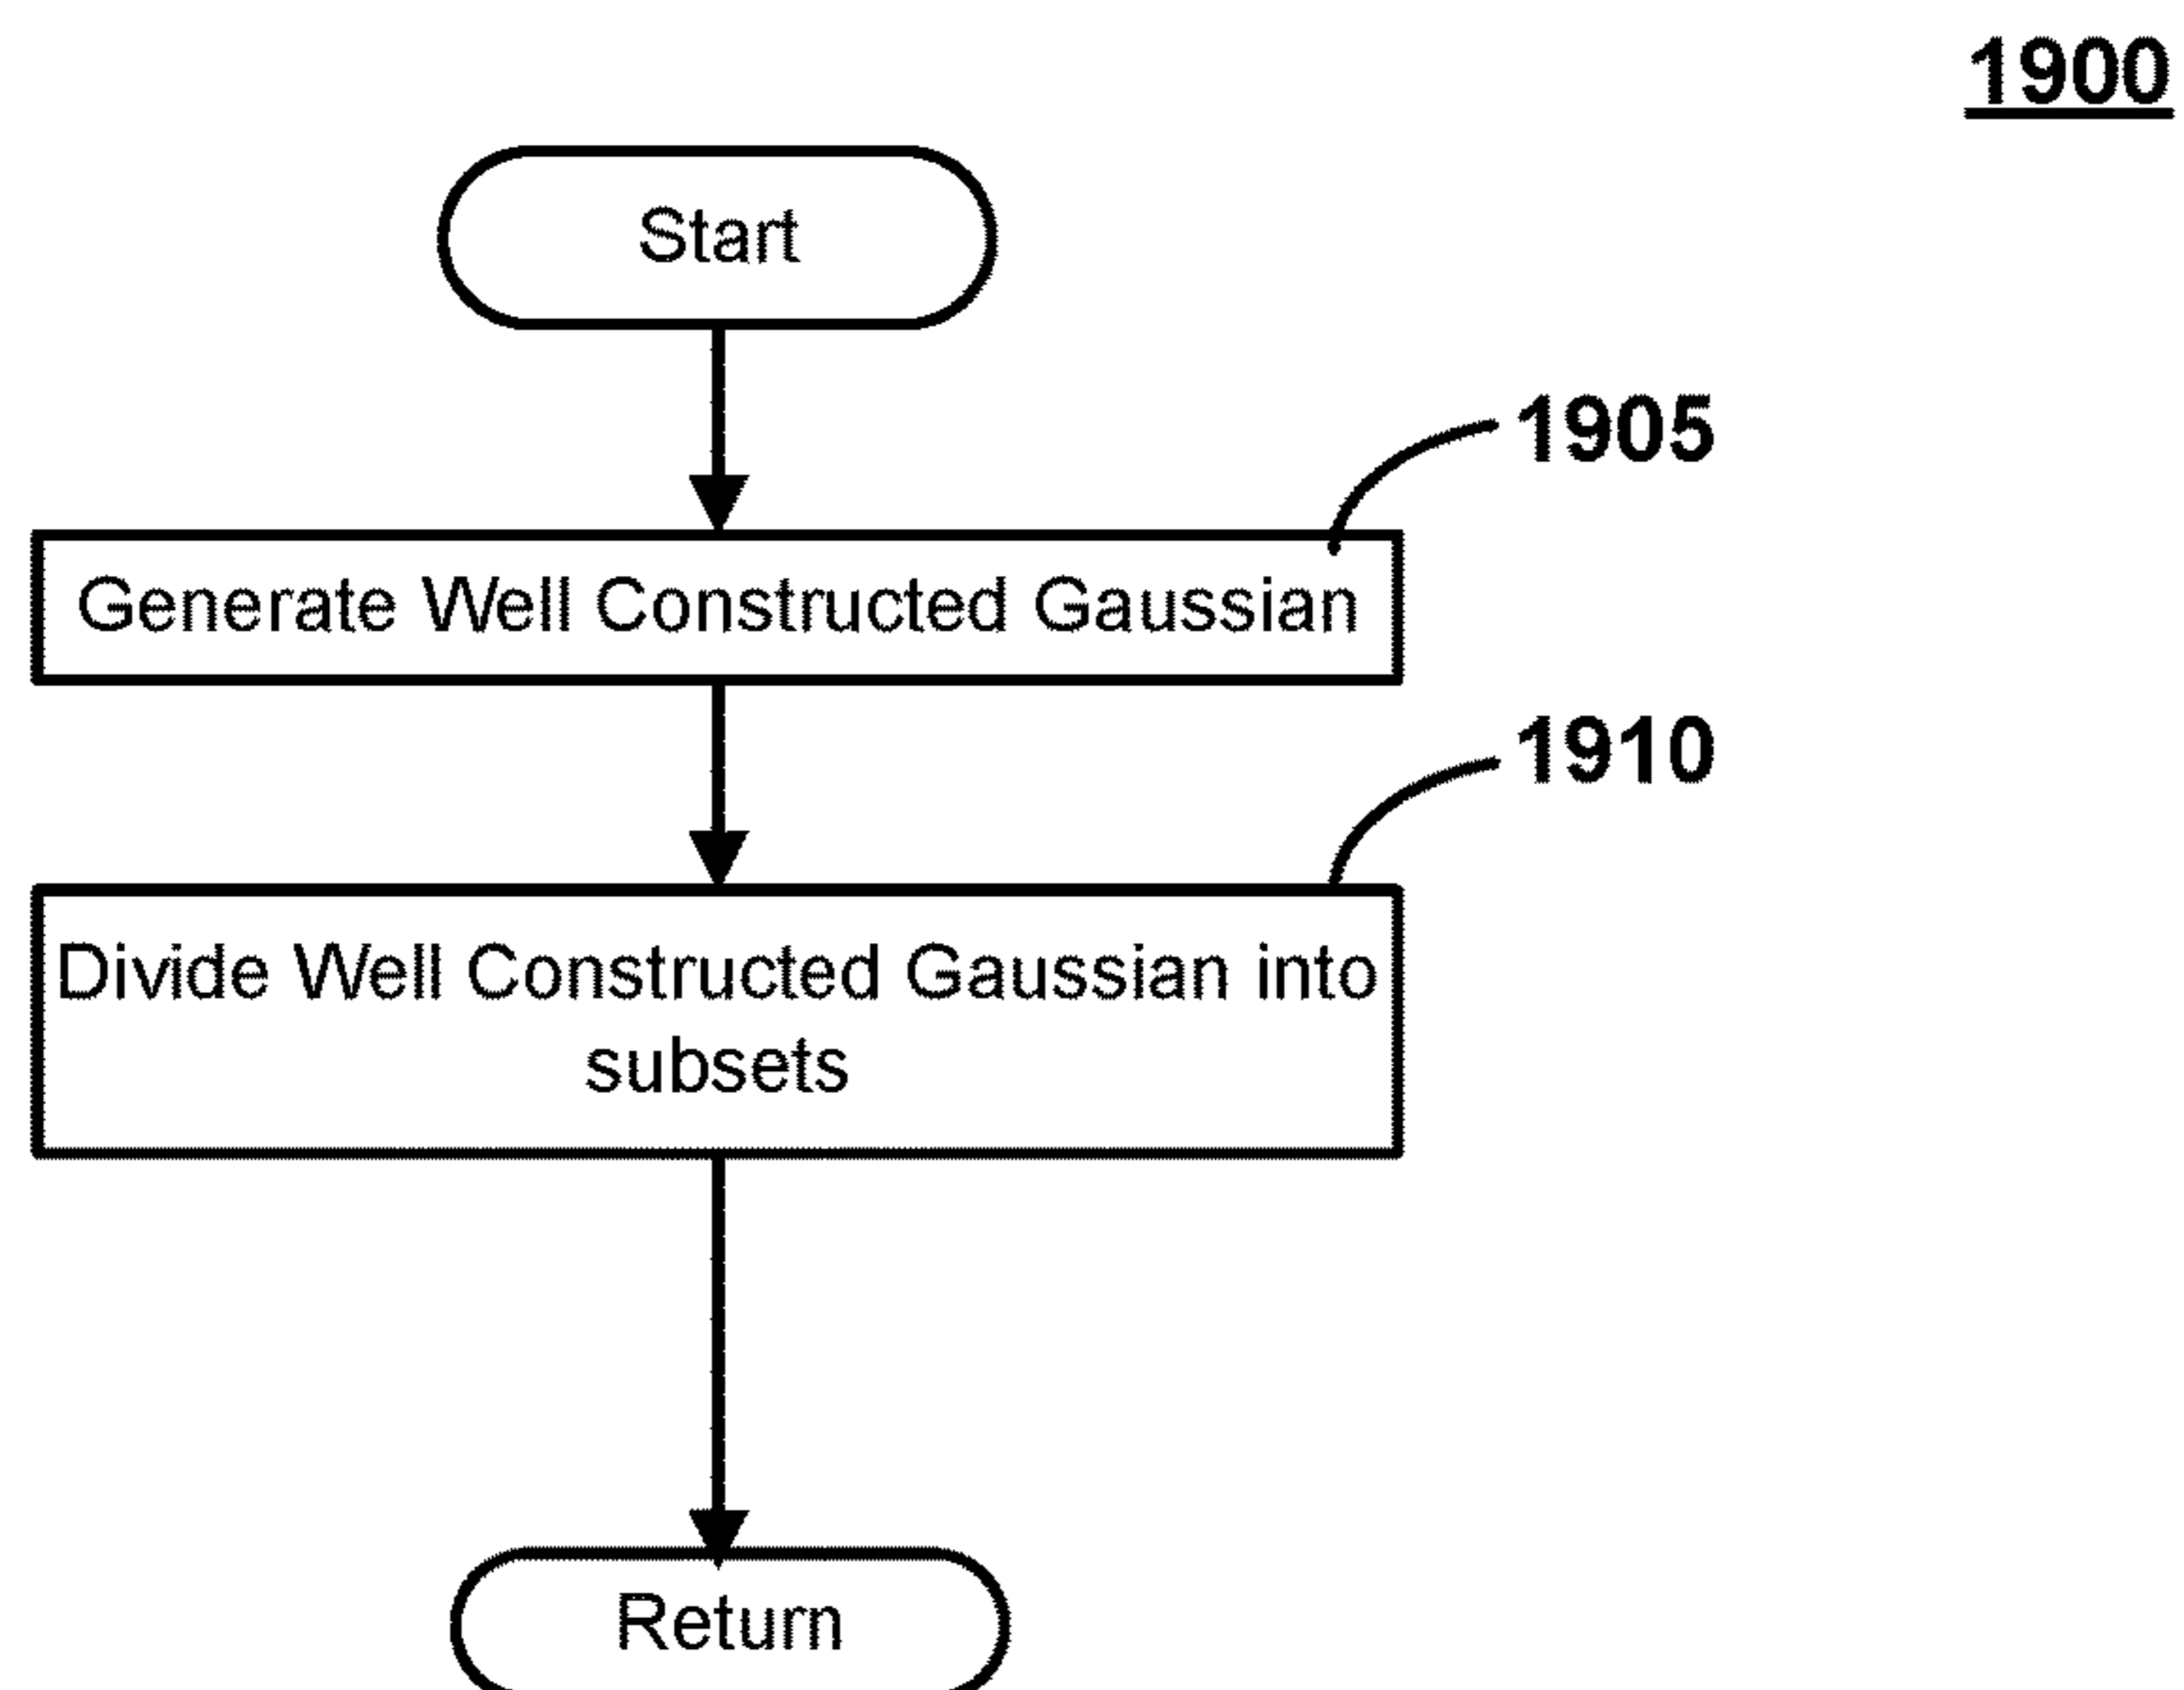 1900
Start
1905
Generate Well Constructed Gaussian
1910
Divide Well Constructed Gaussian into
subsets
Return